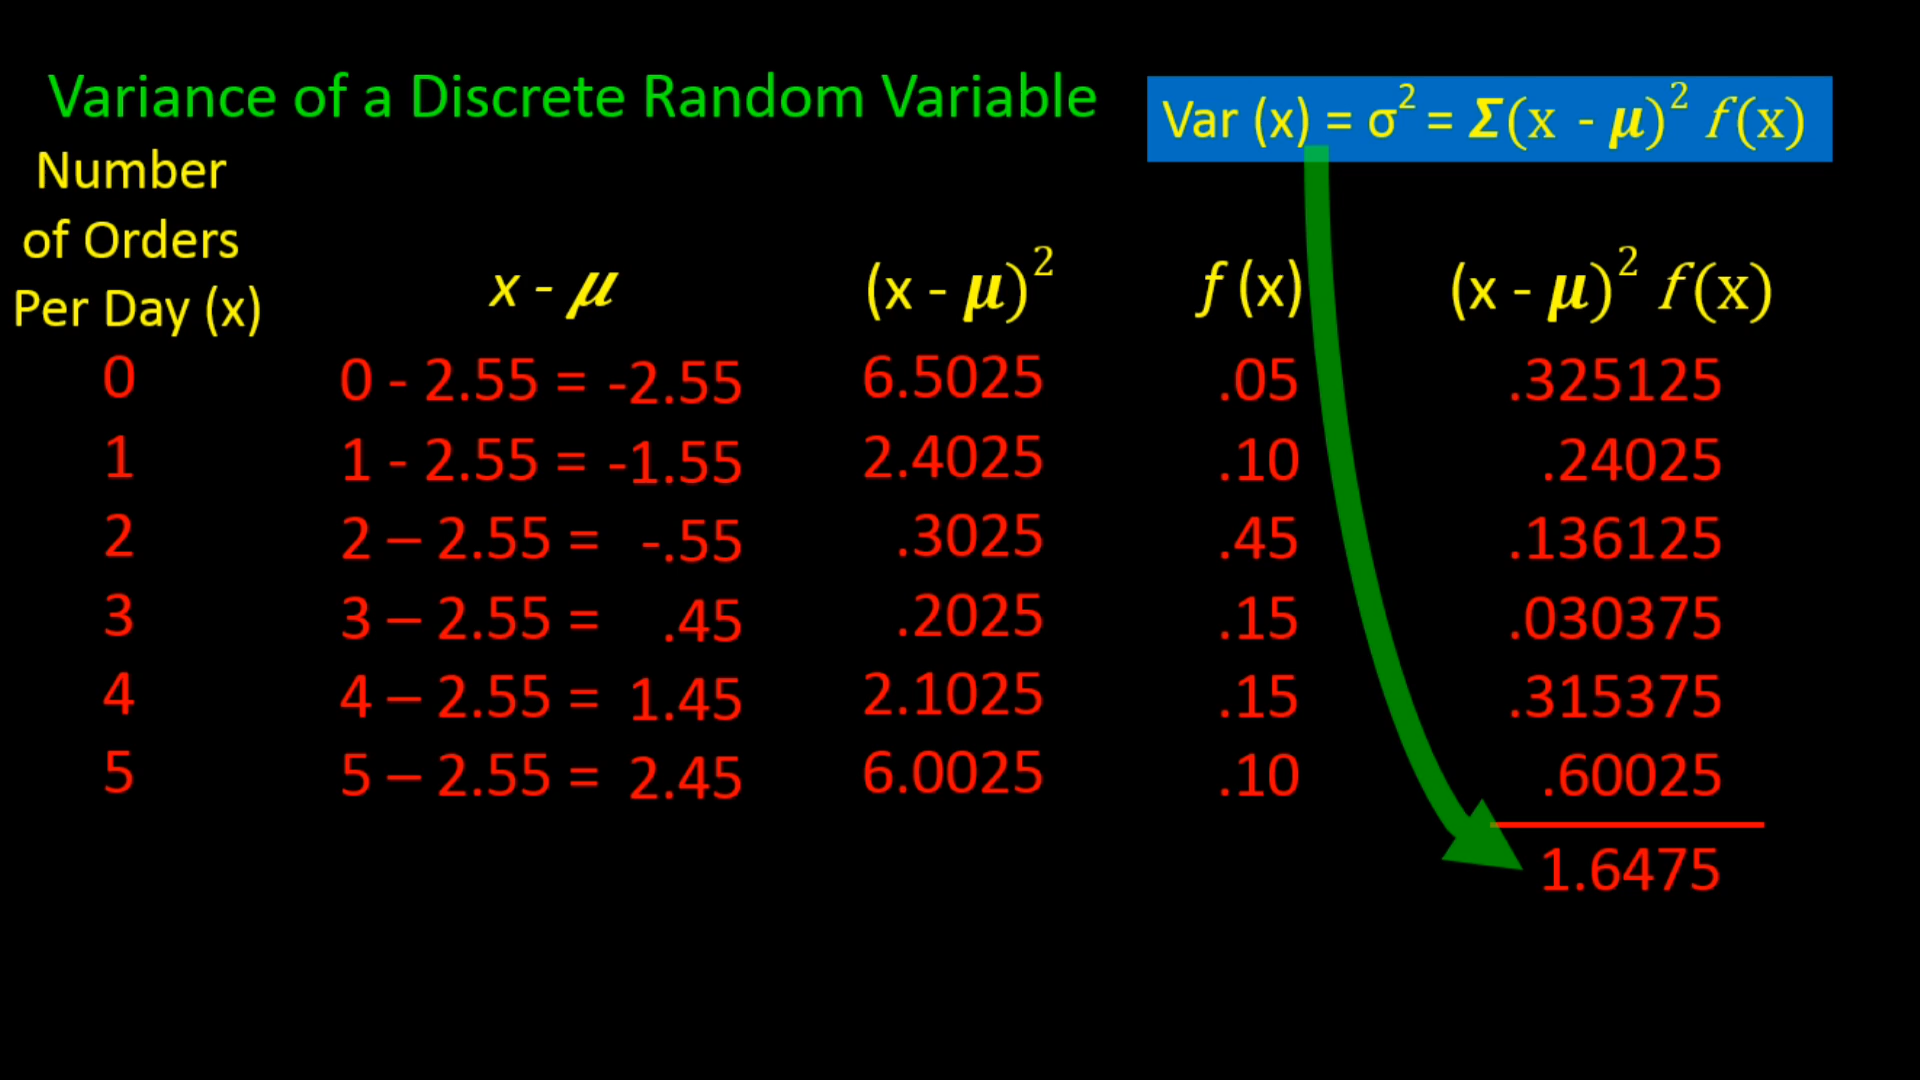 Variance of a Discrete Random Variable
Var (x) = σ² = Σ(x - μ)² f(x)
Number
of Orders
Per Day (x) x - μ (x - μ)² f (x) (x - μ)² f(x)
0 0 - 2.55 = -2.55 6.5025 .05 .325125
1 1 - 2.55 = -1.55 2.4025 .10 .24025
2 2 – 2.55 = -.55 .3025 .45 .136125
3 3 – 2.55 = .45 .2025 .15 .030375
4 4 – 2.55 = 1.45 2.1025 .15 .315375
5 5 – 2.55 = 2.45 6.0025 .10 .60025
1.6475